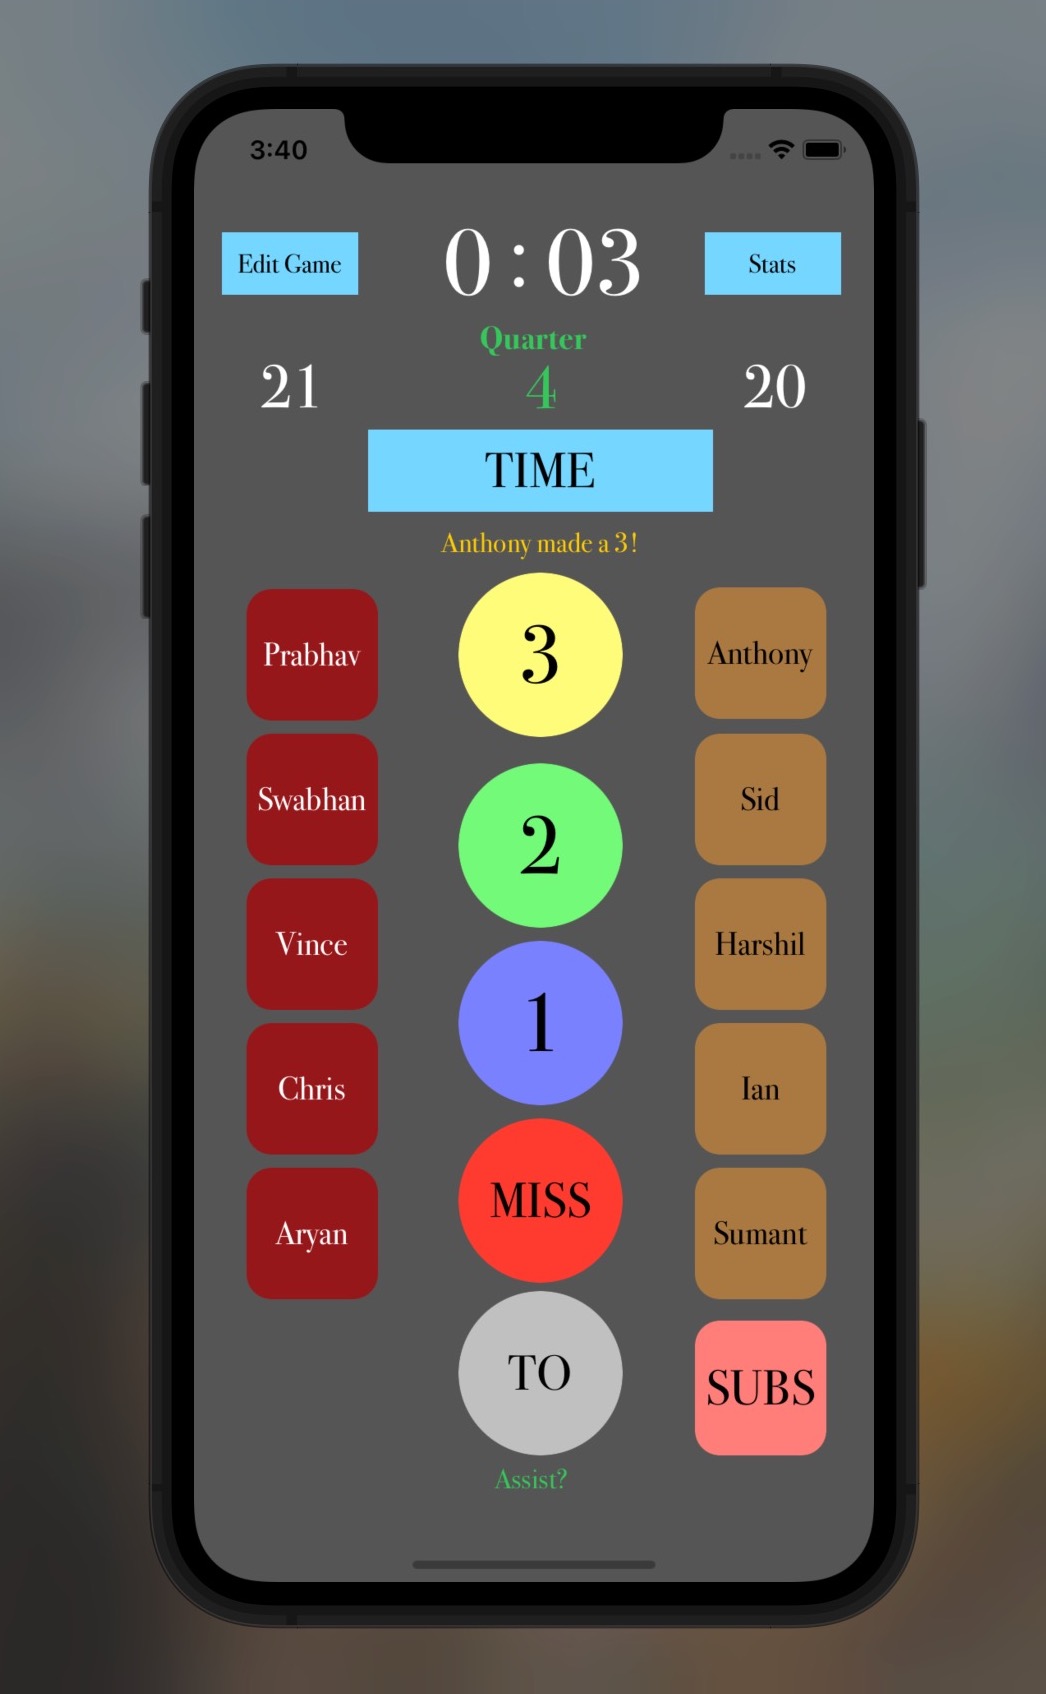 3:40
Edit Game
0 : 03
Stats
Quarter
21
4
20
TIME
Anthony made a 3!
Prabhav
3
Anthony
Swabhan
2
Sid
Vince
1
Harshil
Chris
Ian
MISS
Aryan
Sumant
TO
SUBS
Assist?